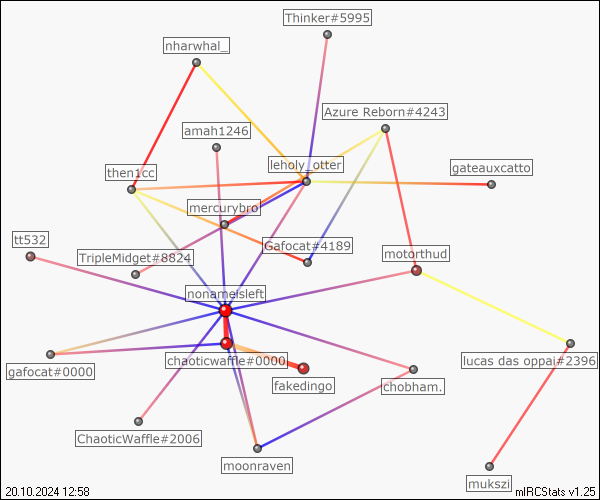 Thinker#5995
nharwhal_
Azure Reborn#4243
amah1246
leholy_otter
gateauxcatto
then1cc
mercurybro
tt532
Gafocat#4189
TripleMidget#8824
motorthud
nonameisleft
chaoticwaffle#0000
lucas das oppai#2396
gafocat#0000
fakedingo
chobham.
ChaoticWaffle#2006
moonraven
mukszi
20.10.2024 12:58
mIRCStats v1.25